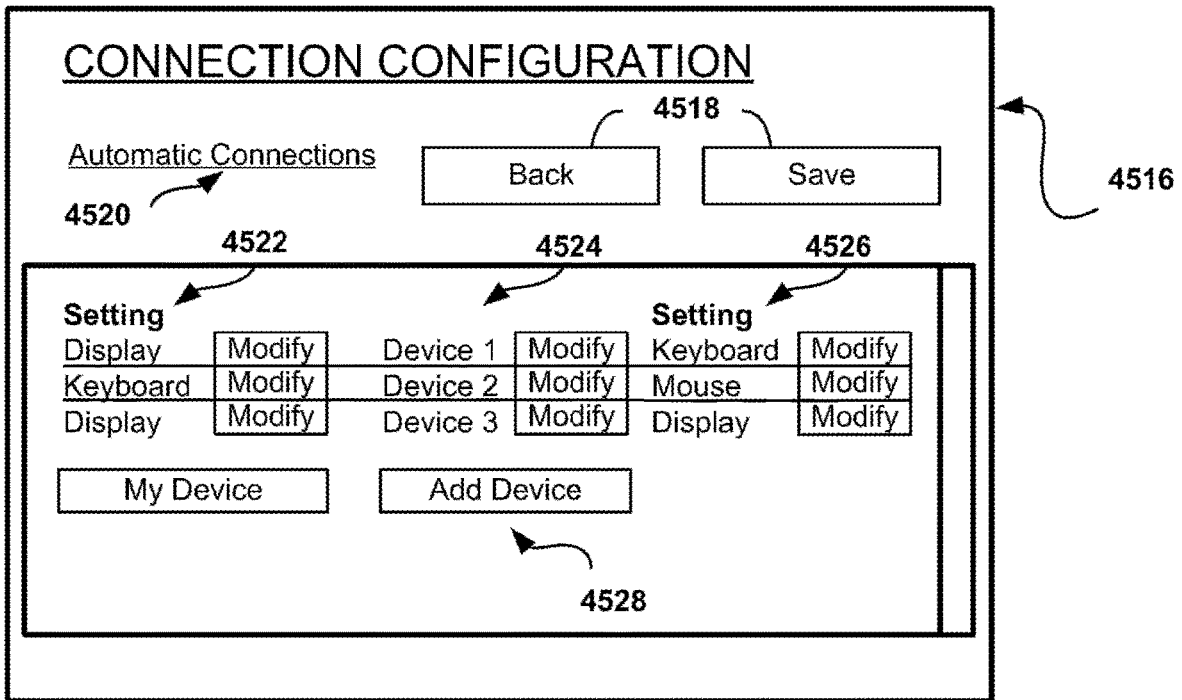 CONNECTION CONFIGURATION
4518
Automatic Connections
Back
Save
4516
4520
4522
4524
4526
Setting
Setting
Display Modify Device 1 Modify Keyboard Modify
Keyboard Modify Device 2 Modify Mouse Modify
Display Modify Device 3 Modify Display Modify
My Device
Add Device
4528